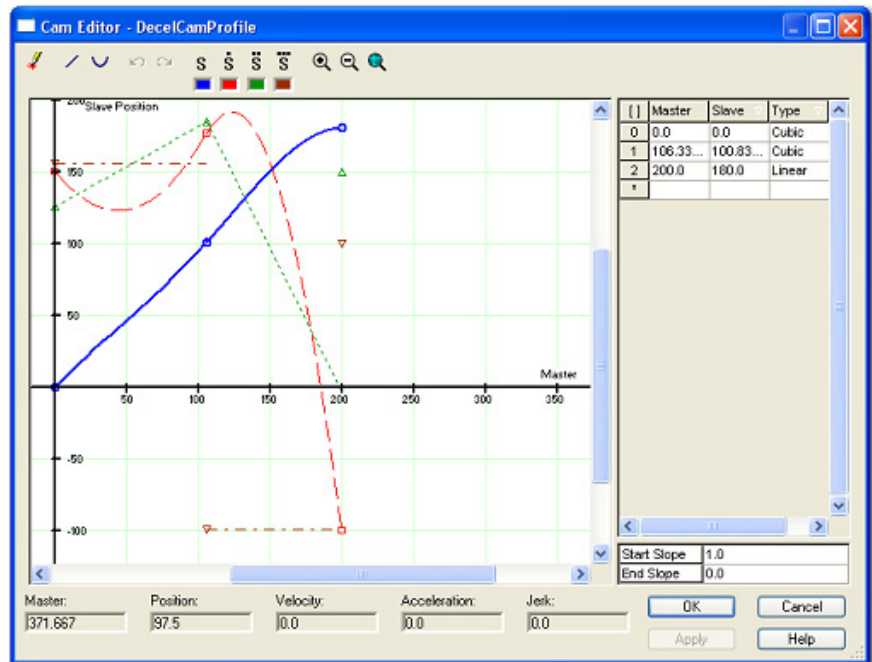 Cam Editor - DecelCamProfile
S Ṡ S̈ S⃛
200
Slave Position
150
100
50
-50
-100
50 100 150 200 250 300 350
Master
{ } Master Slave Type
0 0.0 0.0 Cubic
1 106.33... 100.83... Cubic
2 200.0 180.0 Linear
*
Start Slope 1.0
End Slope 0.0
Master: Position: Velocity: Acceleration: Jerk:
371.667 97.5 0.0 0.0 0.0
OK Cancel
Apply Help